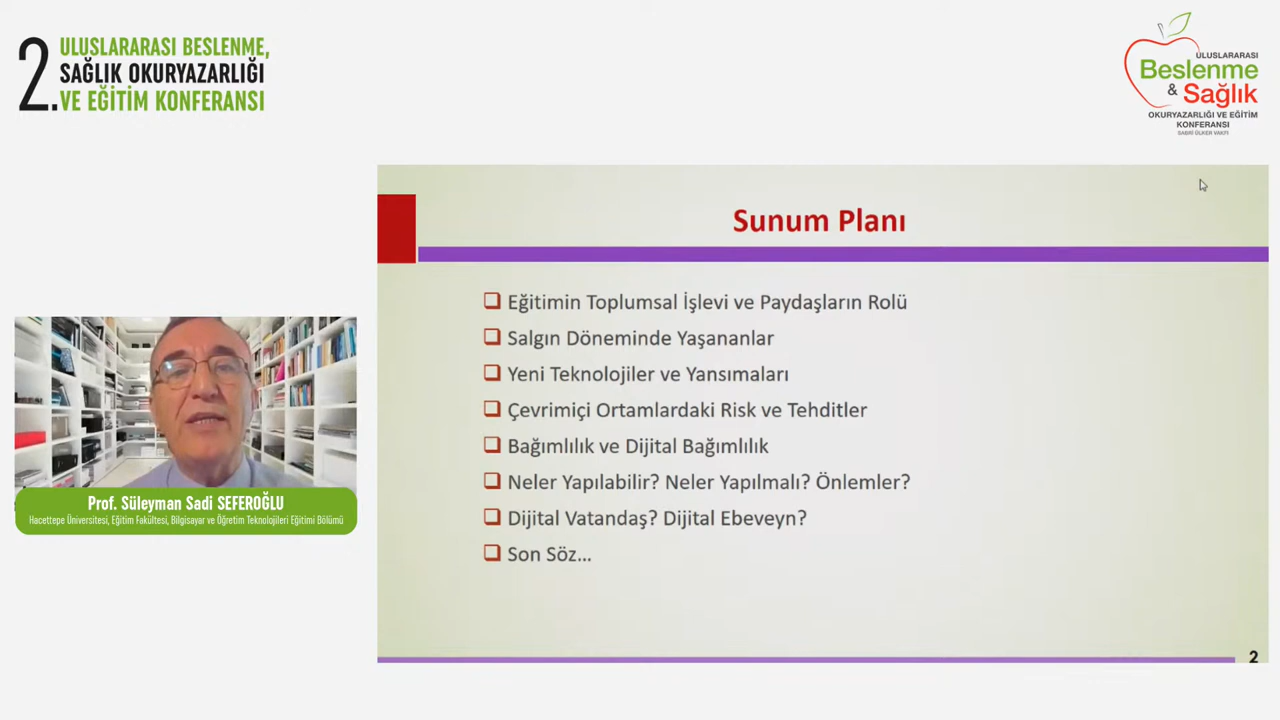 2.
ULUSLARARASI BESLENME,
SAĞLIK OKURYAZARLIĞI
VE EĞİTİM KONFERANSI
ULUSLARARASI
Beslenme
& Sağlık
OKURYAZARLIĞI VE EĞİTİM
KONFERANSI
SABRİ ÜLKER VAKFI
Sunum Planı
Eğitimin Toplumsal İşlevi ve Paydaşların Rolü
Salgın Döneminde Yaşananlar
Yeni Teknolojiler ve Yansımaları
Çevrimiçi Ortamlardaki Risk ve Tehditler
Bağımlılık ve Dijital Bağımlılık
Neler Yapılabilir? Neler Yapılmalı? Önlemler?
Dijital Vatandaş? Dijital Ebeveyn?
Son Söz...
2
Prof. Süleyman Sadi SEFEROĞLU
Hacettepe Üniversitesi, Eğitim Fakültesi, Bilgisayar ve Öğretim Teknolojileri Eğitimi Bölümü